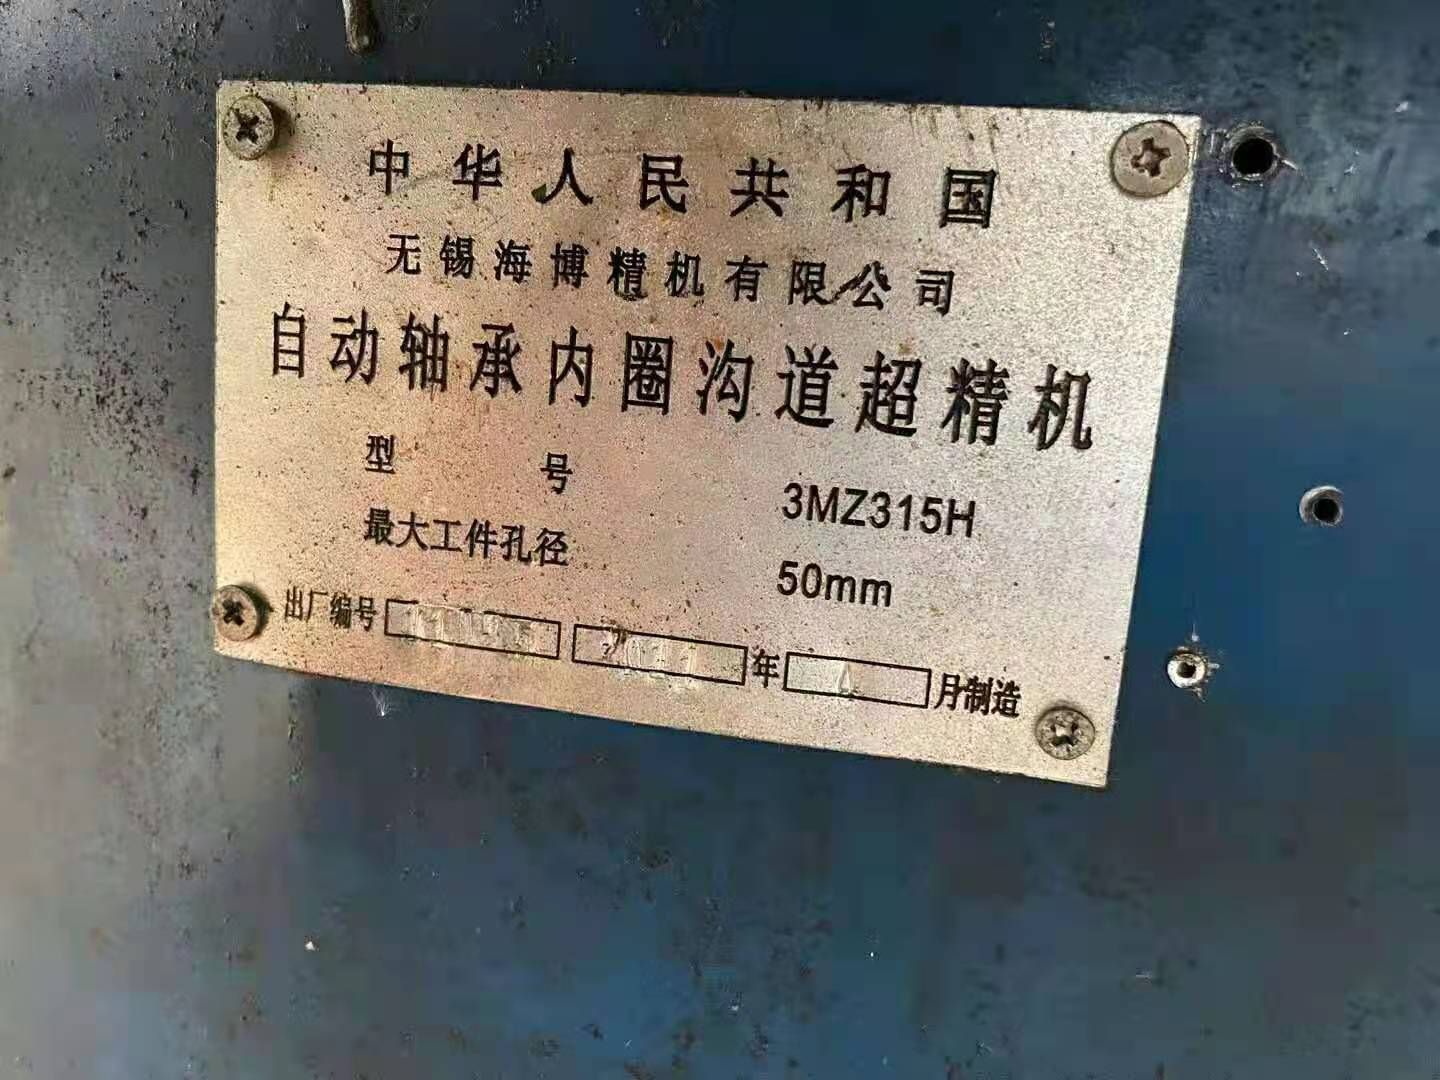 中华人民共和国
无锡海博精机有限公司
自动轴承内圈沟道超精机
型 号 3MZ315H
最大工件孔径 50mm
出厂编号 年 4 月制造